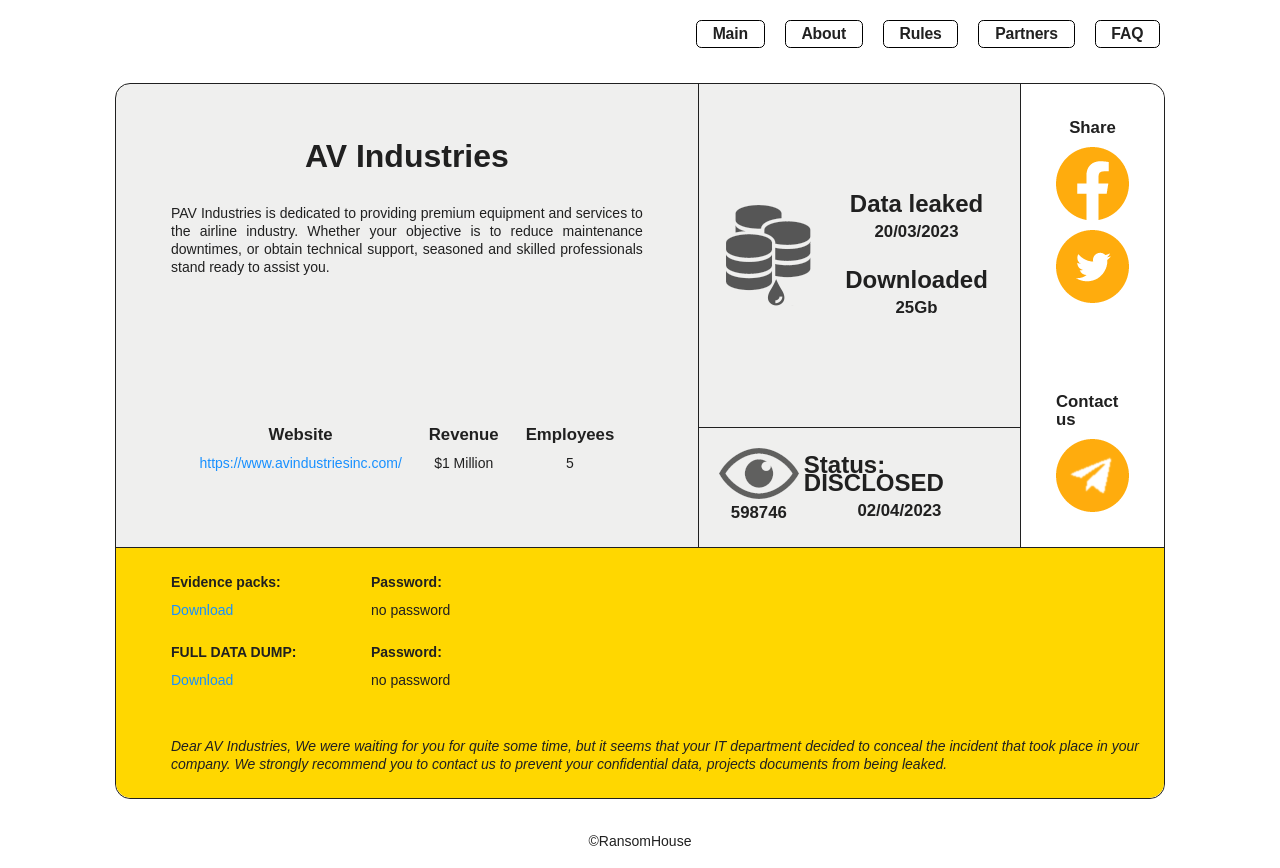 Main
About
Rules
Partners
FAQ
AV Industries
PAV Industries is dedicated to providing premium equipment and services to
the airline industry. Whether your objective is to reduce maintenance
downtimes, or obtain technical support, seasoned and skilled professionals
stand ready to assist you.
Website
Revenue
Employees
https://www.avindustriesinc.com/
$1 Million
5
Data leaked
20/03/2023
Downloaded
25Gb
Status:
DISCLOSED
598746
02/04/2023
Share
Contact
us
Evidence packs:
Password:
Download
no password
FULL DATA DUMP:
Password:
Download
no password
Dear AV Industries, We were waiting for you for quite some time, but it seems that your IT department decided to conceal the incident that took place in your
company. We strongly recommend you to contact us to prevent your confidential data, projects documents from being leaked.
©RansomHouse